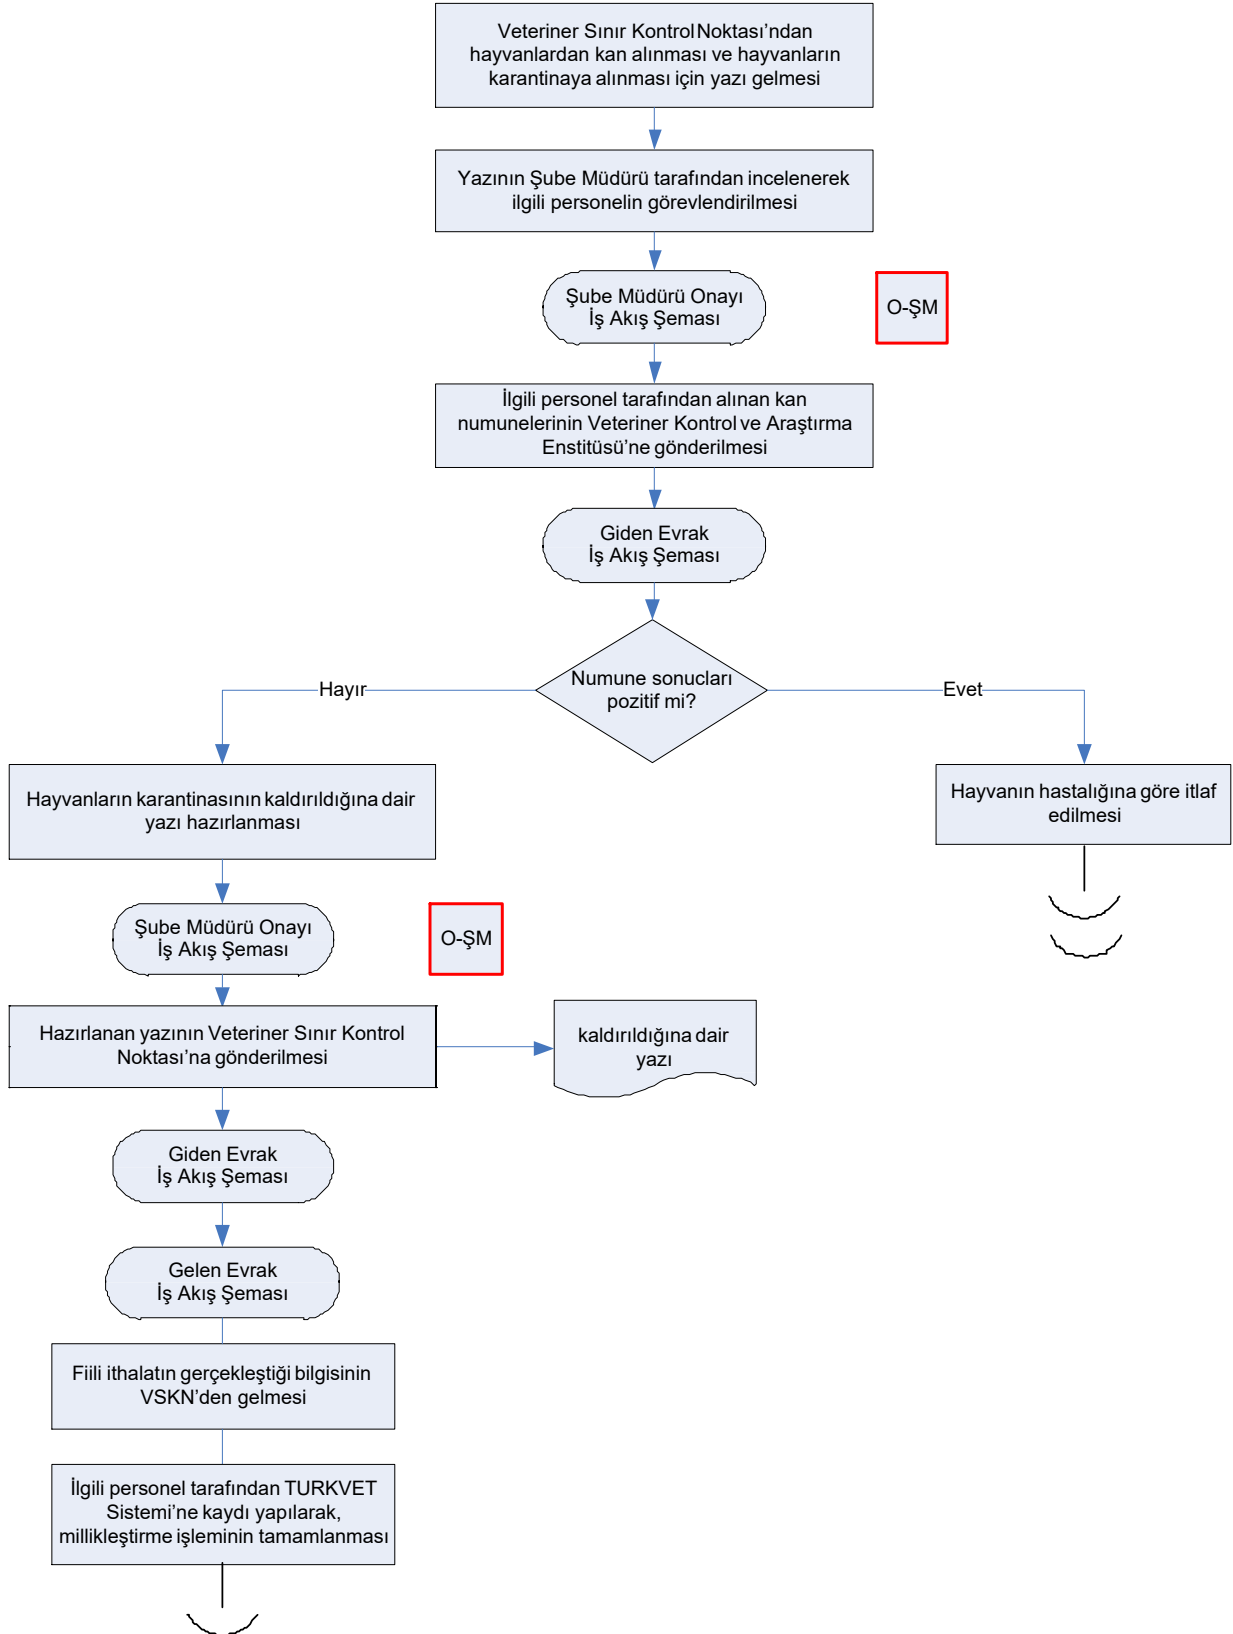 Veteriner Sınır Kontrol Noktası’ndan
hayvanlardan kan alınması ve hayvanların
karantinaya alınması için yazı gelmesi
Yazının Şube Müdürü tarafından incelenerek
ilgili personelin görevlendirilmesi
Şube Müdürü Onayı
İş Akış Şeması
O-ŞM
İlgili personel tarafından alınan kan
numunelerinin Veteriner Kontrol ve Araştırma
Enstitüsü’ne gönderilmesi
Giden Evrak
İş Akış Şeması
Numune sonucları
pozitif mi?
Hayır
Evet
Hayvanların karantinasının kaldırıldığına dair
yazı hazırlanması
Hayvanın hastalığına göre itlaf
edilmesi
Şube Müdürü Onayı
İş Akış Şeması
O-ŞM
Hazırlanan yazının Veteriner Sınır Kontrol
Noktası’na gönderilmesi
kaldırıldığına dair
yazı
Giden Evrak
İş Akış Şeması
Gelen Evrak
İş Akış Şeması
Fiili ithalatın gerçekleştiği bilgisinin
VSKN’den gelmesi
İlgili personel tarafından TURKVET
Sistemi’ne kaydı yapılarak,
millikleştirme işleminin tamamlanması